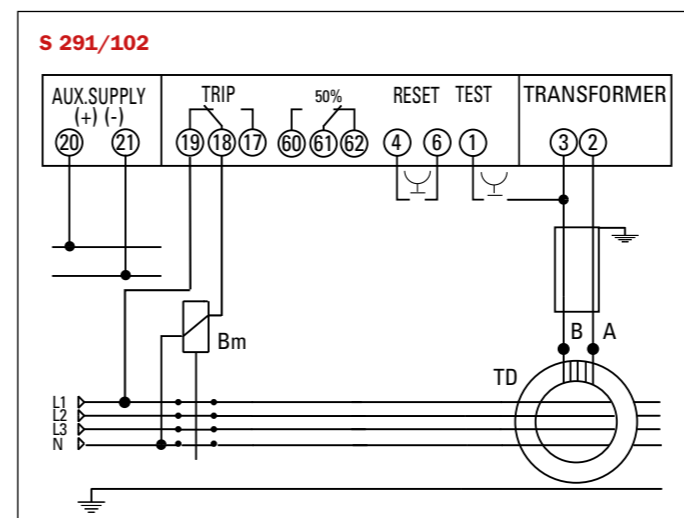 S 291/102
AUX.SUPPLY TRIP 50% RESET TEST TRANSFORMER
(+) (-)
20 21 19 18 17 60 61 62 4 6 1 3 2
Bm
B A
TD
L1
L2
L3
N